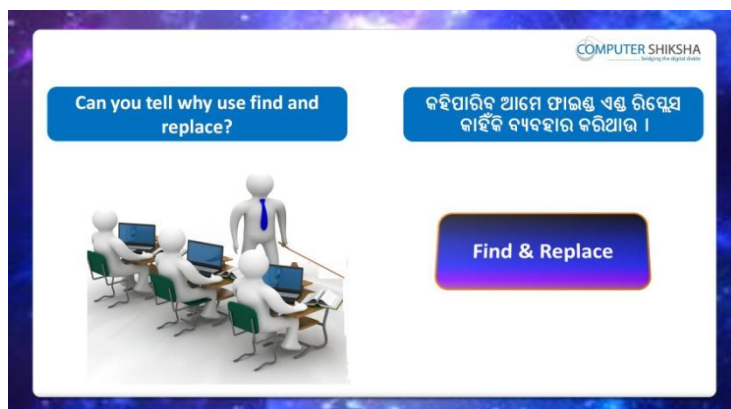 COMPUTER SHIKSHA
bridging the digital divide
Can you tell why use find and
replace?
କହିପାରିବ ଆମେ ଫାଇଣ୍ଡ ଏଣ୍ଡ ରିପ୍ଲେସ
କାହିଁକି ବ୍ୟବହାର କରିଥାଉ ।
Find & Replace